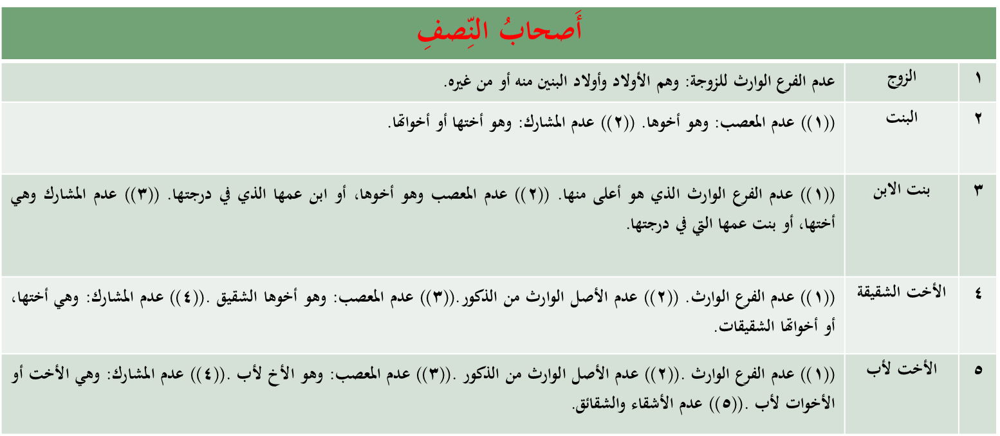 أَصحابُ النِّصفِ
١ الزوج عدم الفرع الوارث للزوجة: وهم الأولاد وأولاد البنين منه أو من غيره.
٢ البنت ((١)) عدم المعصب: وهو أخوها. ((٢)) عدم المشارك: وهو أختها أو أخواتها.
٣ بنت الابن ((١)) عدم الفرع الوارث الذي هو أعلى منها. ((٢)) عدم المعصب وهو أخوها، أو ابن عمها الذي في درجتها. ((٣)) عدم المشارك وهي
أختها، أو بنت عمها التي في درجتها.
٤ الأخت الشقيقة ((١)) عدم الفرع الوارث. ((٢)) عدم الأصل الوارث من الذكور.((٣)) عدم المعصب: وهو أخوها الشقيق .((٤)) عدم المشارك: وهي أختها،
أو أخواتها الشقيقات.
٥ الأخت لأب ((١)) عدم الفرع الوارث .((٢)) عدم الأصل الوارث من الذكور .((٣)) عدم المعصب: وهو الأخ لأب .((٤)) عدم المشارك: وهي الأخت أو
الأخوات لأب .((٥)) عدم الأشقاء والشقائق.